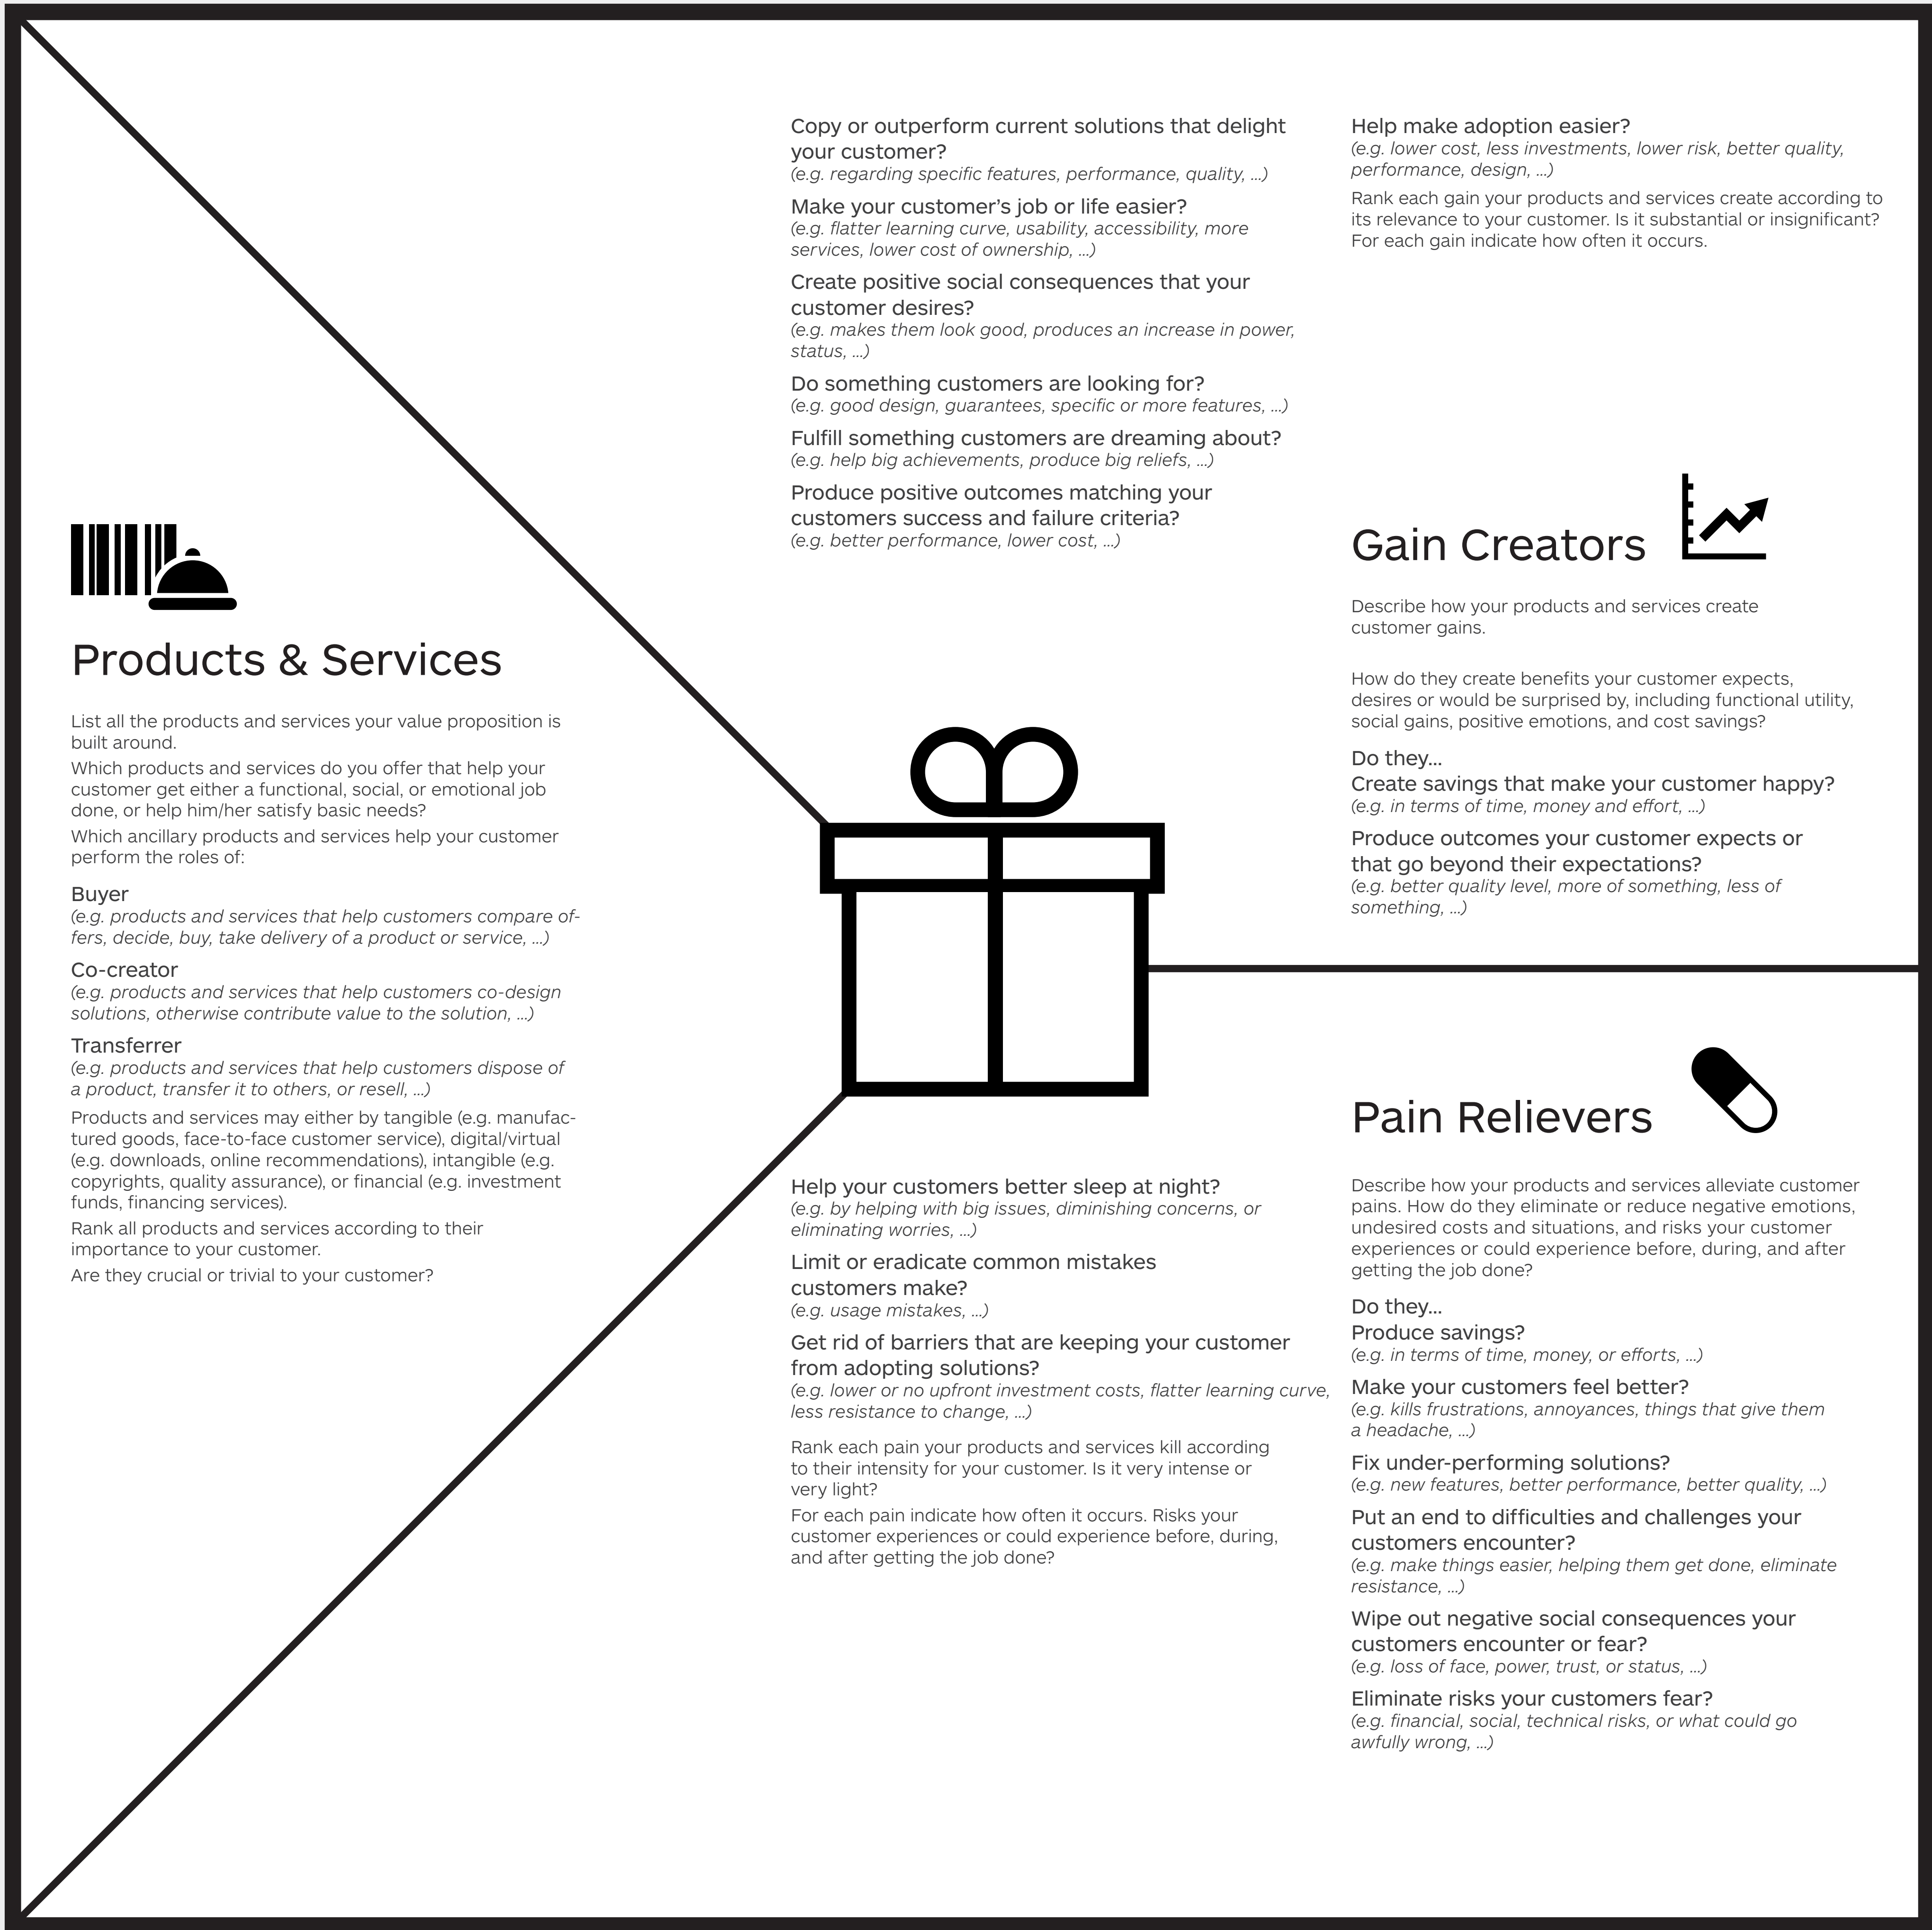 Products & Services
List all the products and services your value proposition is
built around.
Which products and services do you offer that help your
customer get either a functional, social, or emotional job
done, or help him/her satisfy basic needs?
Which ancillary products and services help your customer
perform the roles of:
Buyer
(e.g. products and services that help customers compare of-
fers, decide, buy, take delivery of a product or service, ...)
Co-creator
(e.g. products and services that help customers co-design
solutions, otherwise contribute value to the solution, ...)
Transferrer
(e.g. products and services that help customers dispose of
a product, transfer it to others, or resell, ...)
Products and services may either by tangible (e.g. manufac-
tured goods, face-to-face customer service), digital/virtual
(e.g. downloads, online recommendations), intangible (e.g.
copyrights, quality assurance), or financial (e.g. investment
funds, financing services).
Rank all products and services according to their
importance to your customer.
Are they crucial or trivial to your customer?
Gain Creators
Describe how your products and services create
customer gains.
How do they create benefits your customer expects,
desires or would be surprised by, including functional utility,
social gains, positive emotions, and cost savings?
Do they...
Create savings that make your customer happy?
(e.g. in terms of time, money and effort, ...)
Produce outcomes your customer expects or
that go beyond their expectations?
(e.g. better quality level, more of something, less of
something, ...)
Copy or outperform current solutions that delight
your customer?
(e.g. regarding specific features, performance, quality, ...)
Make your customer’s job or life easier?
(e.g. flatter learning curve, usability, accessibility, more
services, lower cost of ownership, ...)
Create positive social consequences that your
customer desires?
(e.g. makes them look good, produces an increase in power,
status, ...)
Do something customers are looking for?
(e.g. good design, guarantees, specific or more features, ...)
Fulfill something customers are dreaming about?
(e.g. help big achievements, produce big reliefs, ...)
Produce positive outcomes matching your
customers success and failure criteria?
(e.g. better performance, lower cost, ...)
Help make adoption easier?
(e.g. lower cost, less investments, lower risk, better quality,
performance, design, ...)
Rank each gain your products and services create according to
its relevance to your customer. Is it substantial or insignificant?
For each gain indicate how often it occurs.
Pain Relievers
Describe how your products and services alleviate customer
pains. How do they eliminate or reduce negative emotions,
undesired costs and situations, and risks your customer
experiences or could experience before, during, and after
getting the job done?
Do they...
Produce savings?
(e.g. in terms of time, money, or efforts, ...)
Make your customers feel better?
(e.g. kills frustrations, annoyances, things that give them
a headache, ...)
Fix under-performing solutions?
(e.g. new features, better performance, better quality, ...)
Put an end to difficulties and challenges your
customers encounter?
(e.g. make things easier, helping them get done, eliminate
resistance, ...)
Wipe out negative social consequences your
customers encounter or fear?
(e.g. loss of face, power, trust, or status, ...)
Eliminate risks your customers fear?
(e.g. financial, social, technical risks, or what could go
awfully wrong, ...)
Help your customers better sleep at night?
(e.g. by helping with big issues, diminishing concerns, or
eliminating worries, ...)
Limit or eradicate common mistakes
customers make?
(e.g. usage mistakes, ...)
Get rid of barriers that are keeping your customer
from adopting solutions?
(e.g. lower or no upfront investment costs, flatter learning curve,
less resistance to change, ...)
Rank each pain your products and services kill according
to their intensity for your customer. Is it very intense or
very light?
For each pain indicate how often it occurs. Risks your
customer experiences or could experience before, during,
and after getting the job done?